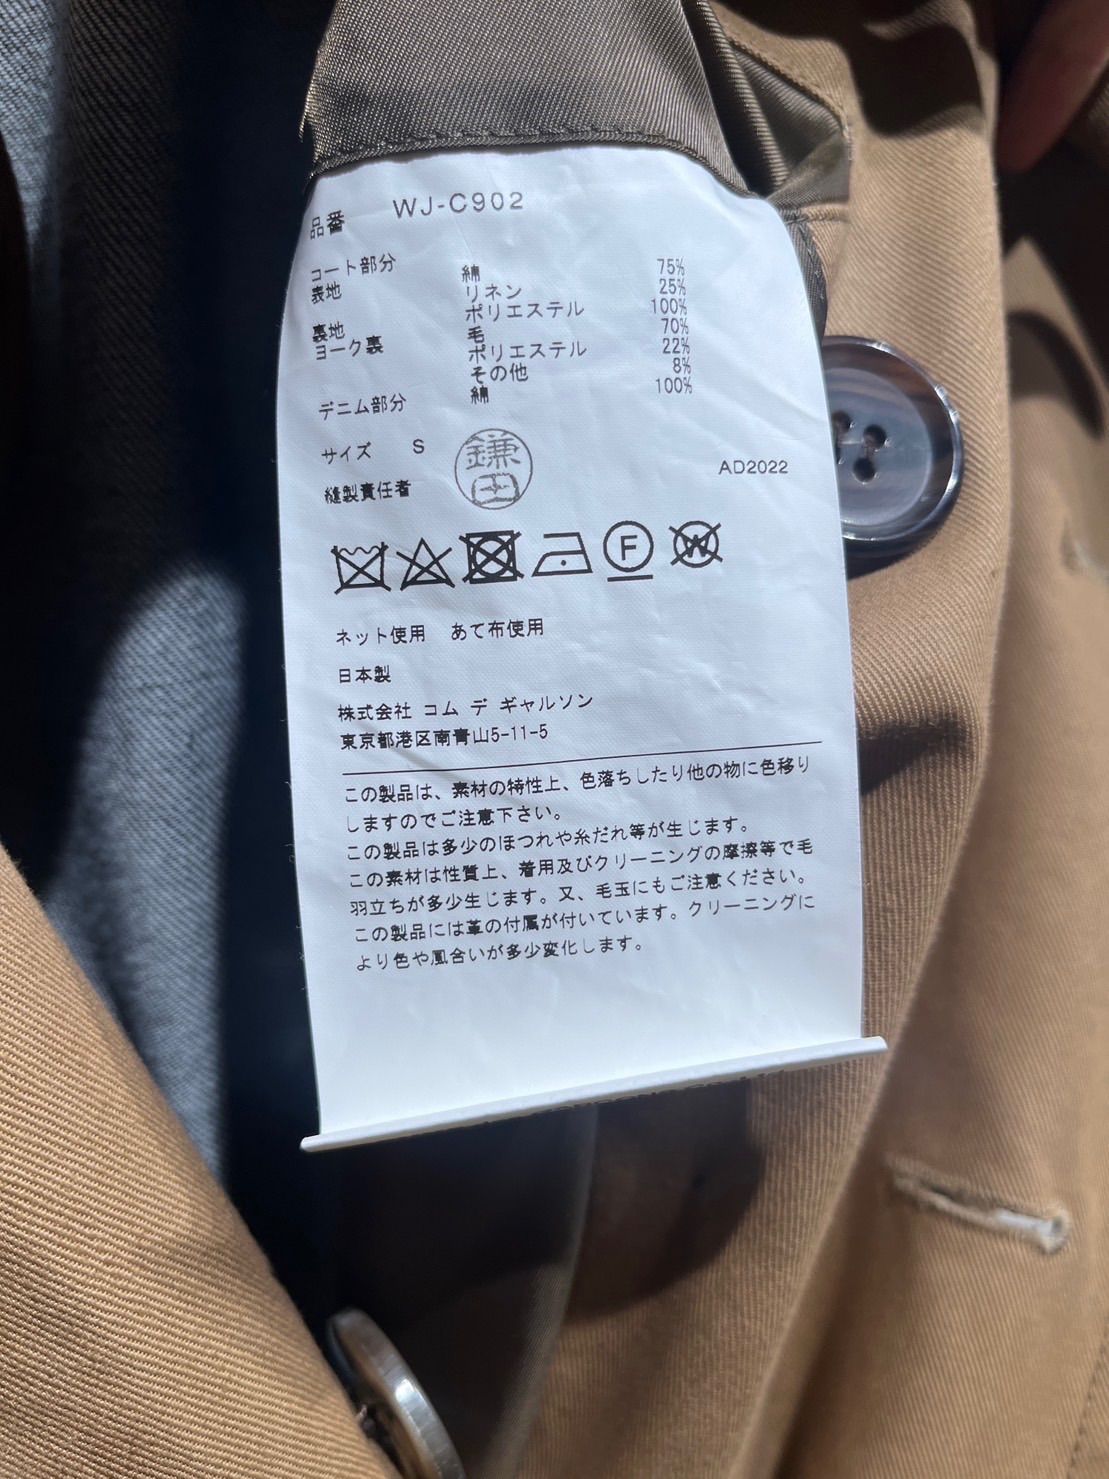 品番 WJ-C902
コート部分
表地 綿 75%
リネン 25%
裏地 ポリエステル 100%
ヨーク裏 毛 70%
ポリエステル 22%
その他 8%
デニム部分 綿 100%
サイズ S
縫製責任者 鎌田
AD2022
F
W
ネット使用 あて布使用
日本製
株式会社 コム デ ギャルソン
東京都港区南青山5-11-5
この製品は、素材の特性上、色落ちしたり他の物に色移り
しますのでご注意下さい。
この製品は多少のほつれや糸だれ等が生じます。
この素材は性質上、着用及びクリーニングの摩擦等で毛
羽立ちが多少生じます。又、毛玉にもご注意ください。
この製品には革の付属が付いています。クリーニングに
より色や風合いが多少変化します。